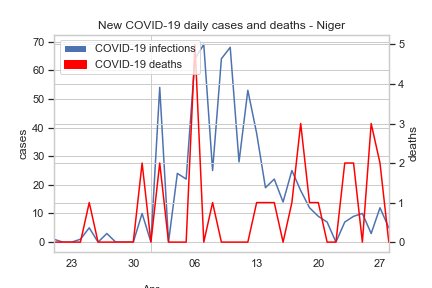 New COVID-19 daily cases and deaths - Niger
COVID-19 infections
COVID-19 deaths
cases
70
60
50
40
30
20
10
0
deaths
5
4
3
2
1
0
23 30 06 13 20 27